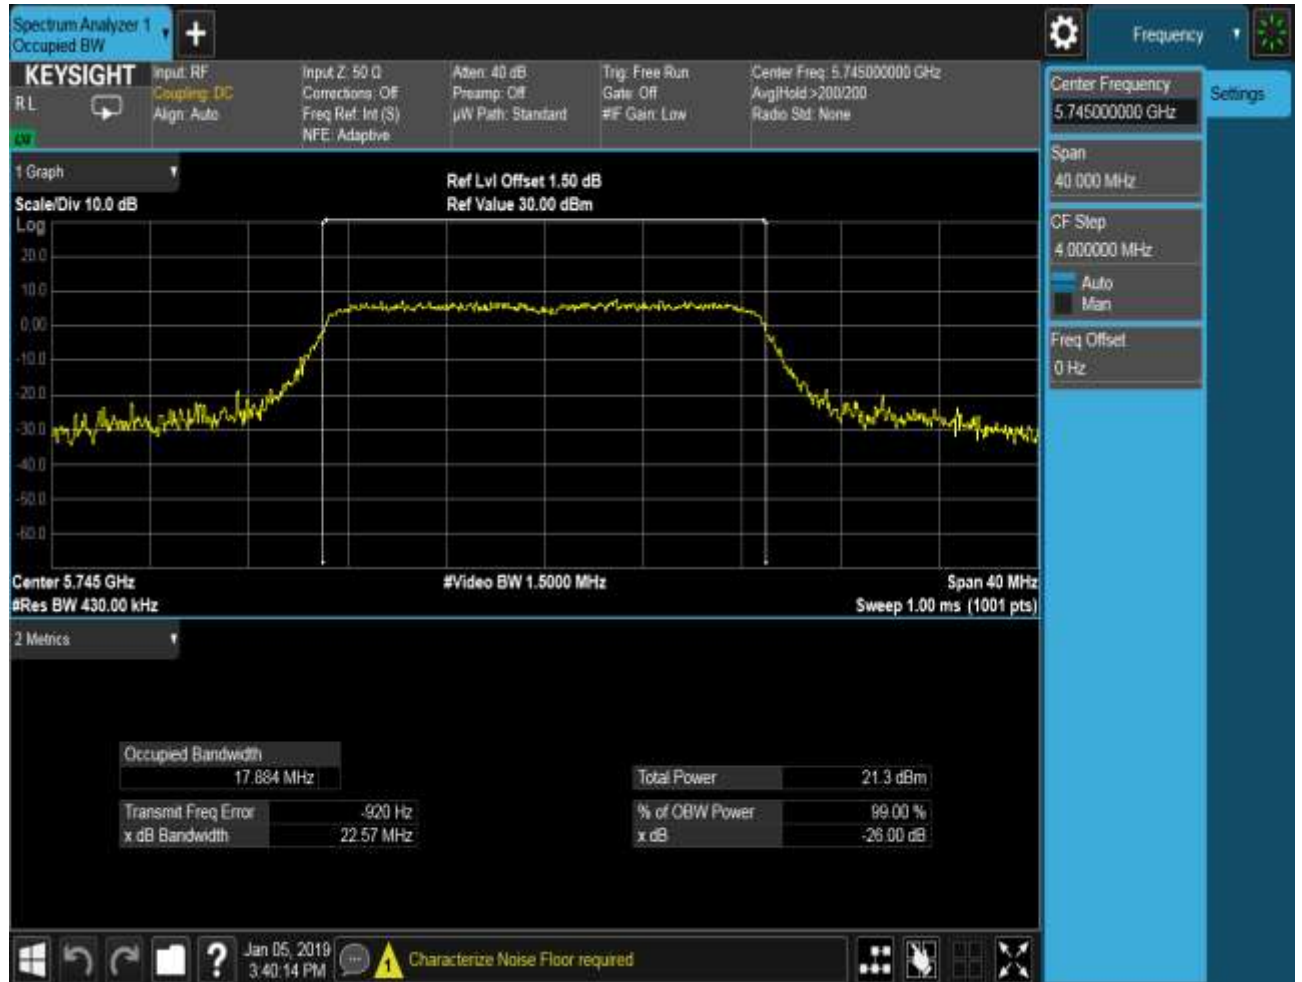 Spectrum Analyzer 1
Occupied BW
Frequency
KEYSIGHT
Input: RF
Input Z: 50 Ω
Atten: 40 dB
Trig: Free Run
Center Freq: 5.745000000 GHz
RL
Coupling: DC
Corrections: Off
Preamp: Off
Gate: Off
Avg|Hold:>200/200
Align: Auto
Freq Ref: Int (S)
µW Path: Standard
#IF Gain: Low
Radio Std: None
NFE: Adaptive
Center Frequency
5.745000000 GHz
Settings
Span
40.000 MHz
CF Step
4.000000 MHz
Auto
Man
Freq Offset
0 Hz
1 Graph
Ref Lvl Offset 1.50 dB
Scale/Div 10.0 dB
Ref Value 30.00 dBm
Log
20.0
10.0
0.00
-10.0
-20.0
-30.0
-40.0
-50.0
-60.0
Center 5.745 GHz
#Video BW 1.5000 MHz
Span 40 MHz
#Res BW 430.00 kHz
Sweep 1.00 ms (1001 pts)
2 Metrics
Occupied Bandwidth
17.884 MHz
Total Power
21.3 dBm
Transmit Freq Error
-920 Hz
% of OBW Power
99.00 %
x dB Bandwidth
22.57 MHz
x dB
-26.00 dB
?
Jan 05, 2019
3:40:14 PM
1
Characterize Noise Floor required